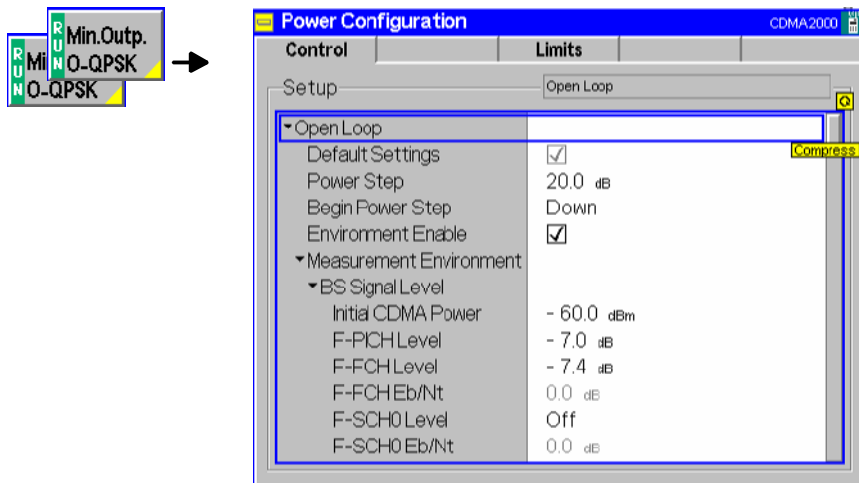 RUN Min.Outp.
O-QPSK
RUN Mi
O-QPSK
Power Configuration CDMA2000
Control Limits
Setup Open Loop
Open Loop
Compress
Default Settings
Power Step 20.0 dB
Begin Power Step Down
Environment Enable
Measurement Environment
BS Signal Level
Initial CDMA Power - 60.0 dBm
F-PICH Level - 7.0 dB
F-FCH Level - 7.4 dB
F-FCH Eb/Nt 0.0 dB
F-SCH0 Level Off
F-SCH0 Eb/Nt 0.0 dB